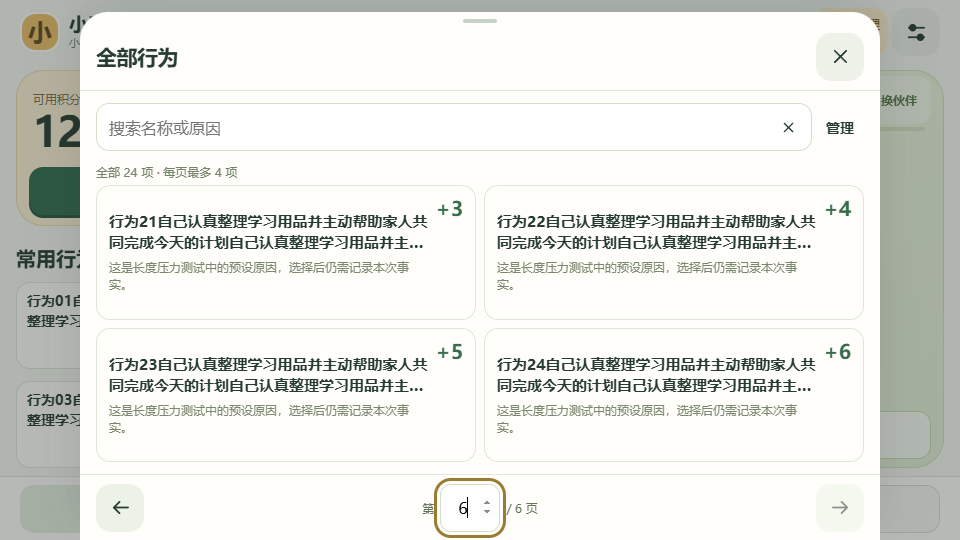 小
小
可用积分
12
常用行为
行为01自
整理学习
行为03自
整理学习
换伙伴
全部行为
搜索名称或原因
管理
全部 24 项 · 每页最多 4 项
行为21自己认真整理学习用品并主动帮助家人共
同完成今天的计划自己认真整理学习用品并主...
+3
这是长度压力测试中的预设原因，选择后仍需记录本次事
实。
行为22自己认真整理学习用品并主动帮助家人共
同完成今天的计划自己认真整理学习用品并主...
+4
这是长度压力测试中的预设原因，选择后仍需记录本次事
实。
行为23自己认真整理学习用品并主动帮助家人共
同完成今天的计划自己认真整理学习用品并主...
+5
这是长度压力测试中的预设原因，选择后仍需记录本次事
实。
行为24自己认真整理学习用品并主动帮助家人共
同完成今天的计划自己认真整理学习用品并主...
+6
这是长度压力测试中的预设原因，选择后仍需记录本次事
实。
第 6 / 6 页